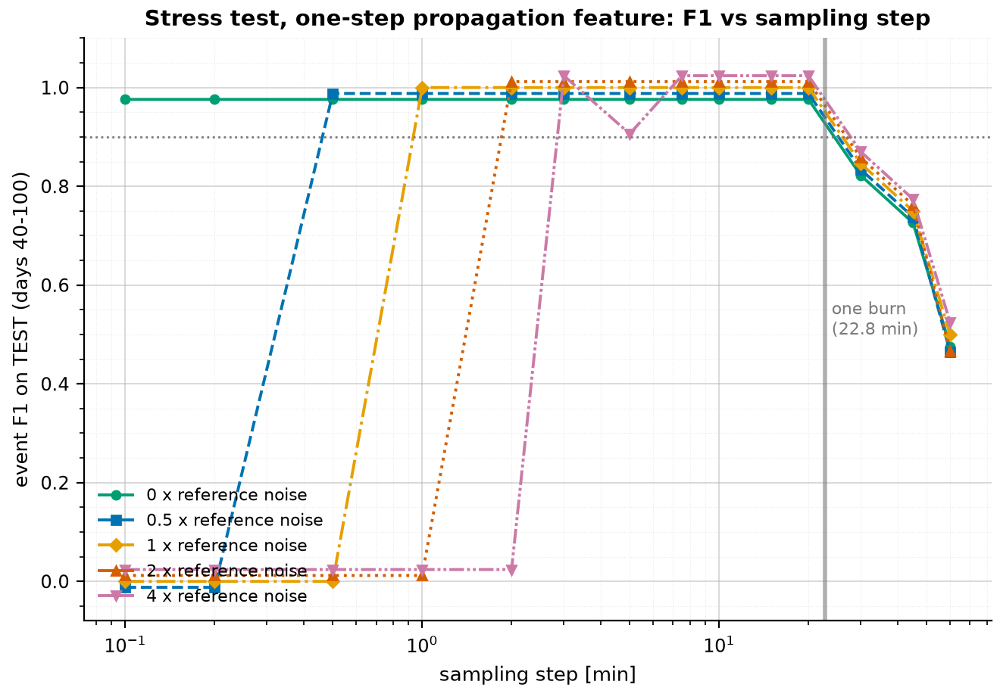 Stress test, one-step propagation feature: F1 vs sampling step
event F1 on TEST (days 40-100)
1.0
0.8
0.6
0.4
0.2
0.0
one burn
(22.8 min)
0 x reference noise
0.5 x reference noise
1 x reference noise
2 x reference noise
4 x reference noise
10⁻¹ 10⁰ 10¹
sampling step [min]